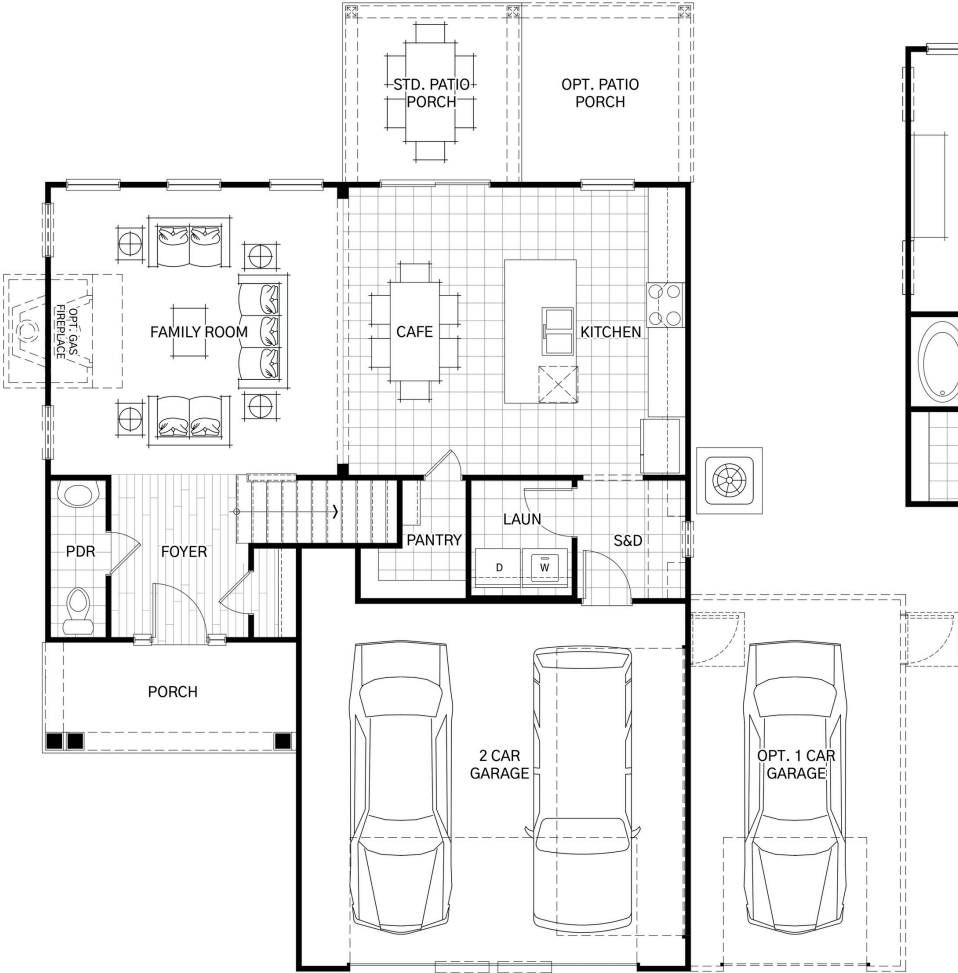 STD. PATIO
PORCH
OPT. PATIO
PORCH
OPT. GAS
FIREPLACE
FAMILY ROOM
CAFE
KITCHEN
PDR
FOYER
PANTRY
LAUN
S&D
D
W
PORCH
2 CAR
GARAGE
OPT. 1 CAR
GARAGE